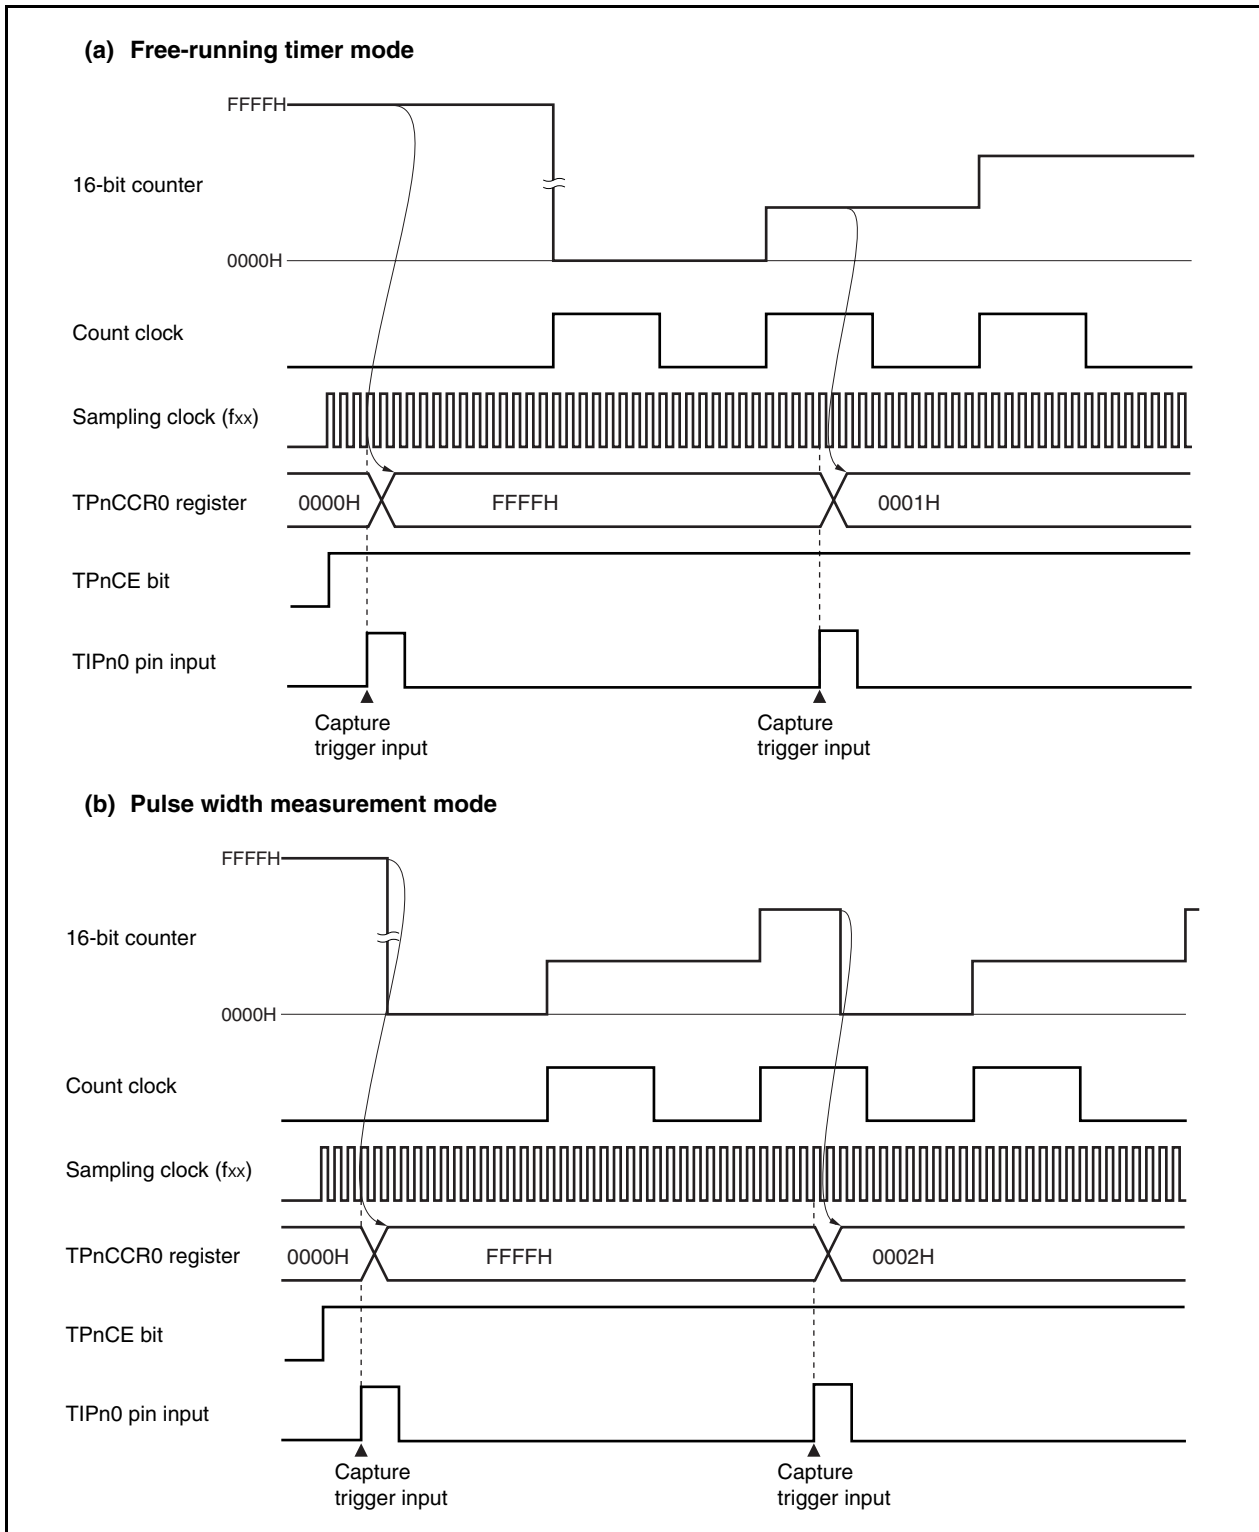 (a) Free-running timer mode
FFFFH
16-bit counter
0000H
Count clock
Sampling clock (fxx)
TPnCCR0 register
0000H
FFFFH
0001H
TPnCE bit
TIPn0 pin input
Capture
trigger input
Capture
trigger input
(b) Pulse width measurement mode
FFFFH
16-bit counter
0000H
Count clock
Sampling clock (fxx)
TPnCCR0 register
0000H
FFFFH
0002H
TPnCE bit
TIPn0 pin input
Capture
trigger input
Capture
trigger input